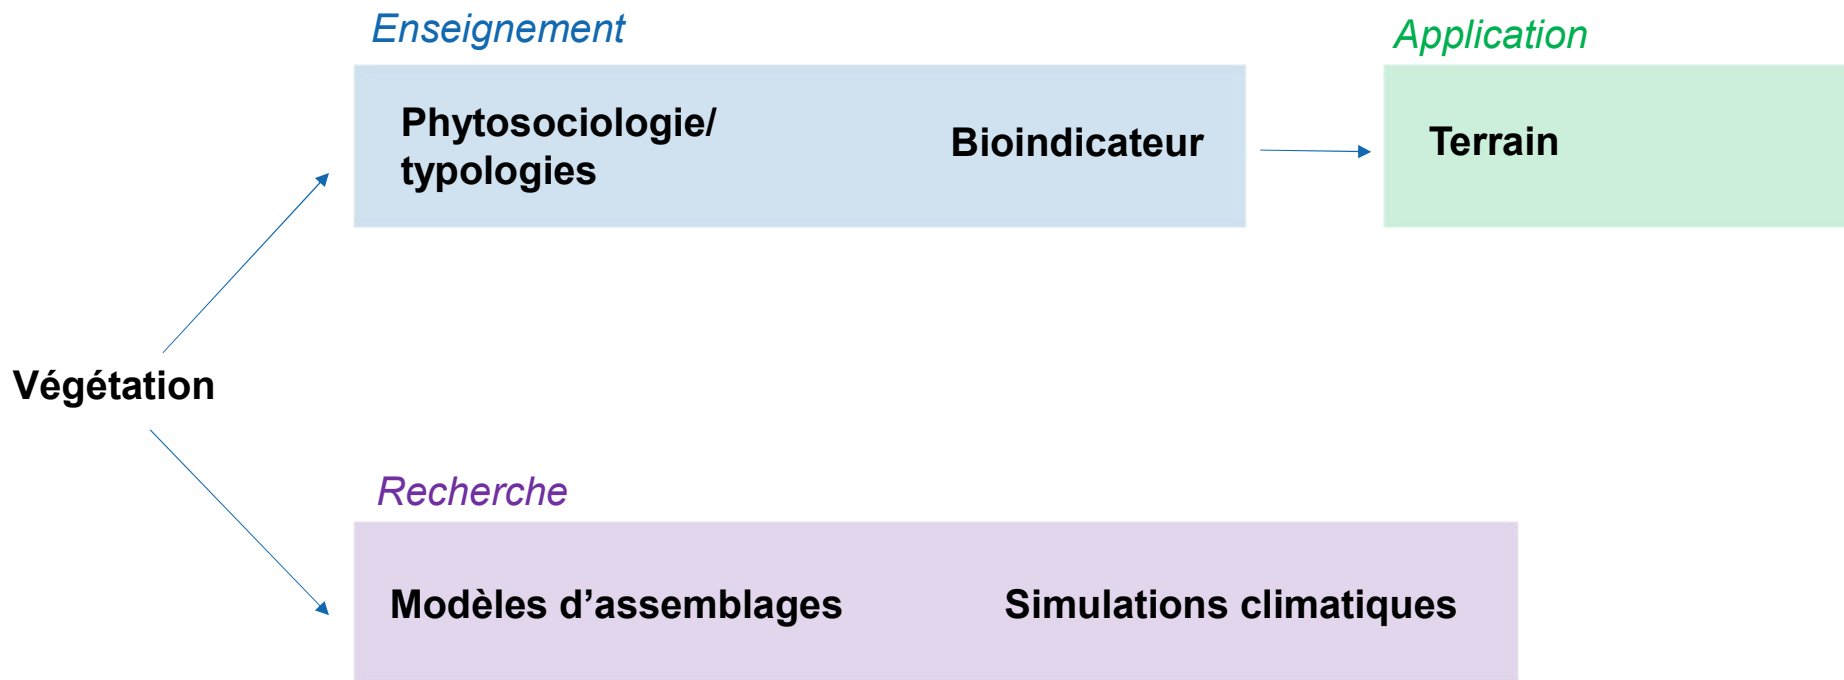 Enseignement
Application
Phytosociologie/
typologies
Bioindicateur
Terrain
Végétation
Recherche
Modèles d’assemblages
Simulations climatiques